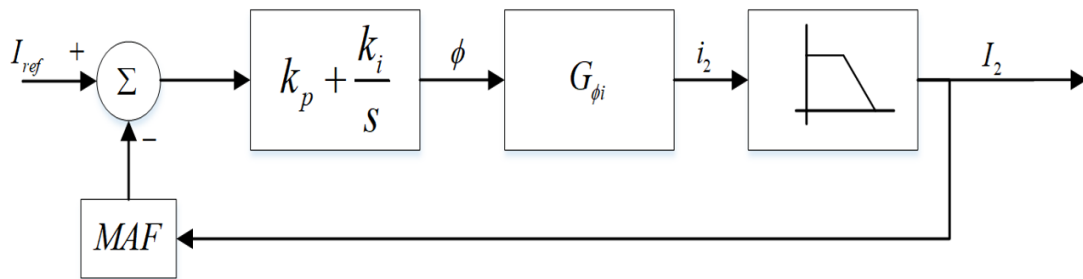 I_ref
+
Σ
−
k_p + k_i/s
ϕ
G_ϕi
i_2
I_2
MAF